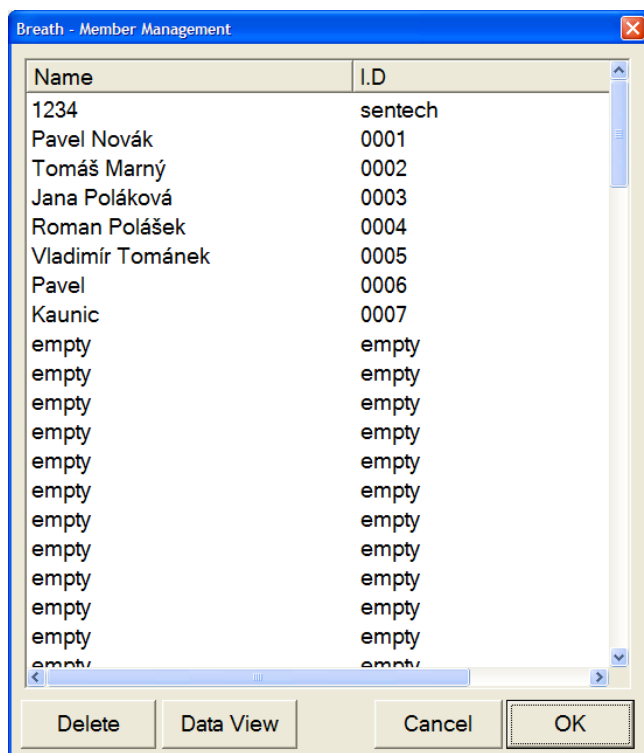 Breath - Member Management
Name I.D
1234 sentech
Pavel Novák 0001
Tomáš Marný 0002
Jana Poláková 0003
Roman Polášek 0004
Vladimír Tománek 0005
Pavel 0006
Kaunic 0007
empty empty
empty empty
empty empty
empty empty
empty empty
empty empty
empty empty
empty empty
empty empty
empty empty
empty empty
empty empty
Delete Data View Cancel OK